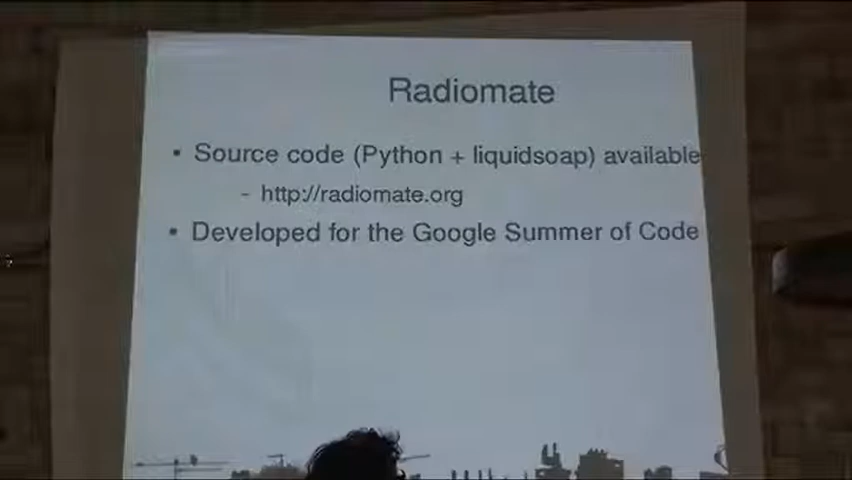 Radiomate
• Source code (Python + liquidsoap) available
- http://radiomate.org
• Developed for the Google Summer of Code